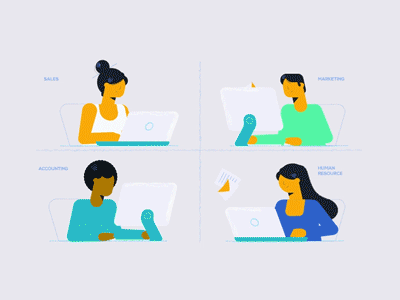 SALES
MARKETING
ACCOUNTING
HUMAN
RESOURCE